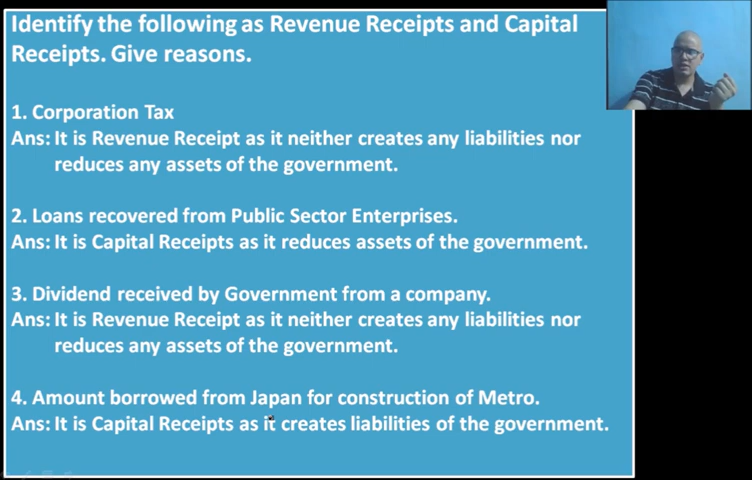 Identify the following as Revenue Receipts and Capital
Receipts. Give reasons.
1. Corporation Tax
Ans: It is Revenue Receipt as it neither creates any liabilities nor
reduces any assets of the government.
2. Loans recovered from Public Sector Enterprises.
Ans: It is Capital Receipts as it reduces assets of the government.
3. Dividend received by Government from a company.
Ans: It is Revenue Receipt as it neither creates any liabilities nor
reduces any assets of the government.
4. Amount borrowed from Japan for construction of Metro.
Ans: It is Capital Receipts as it creates liabilities of the government.